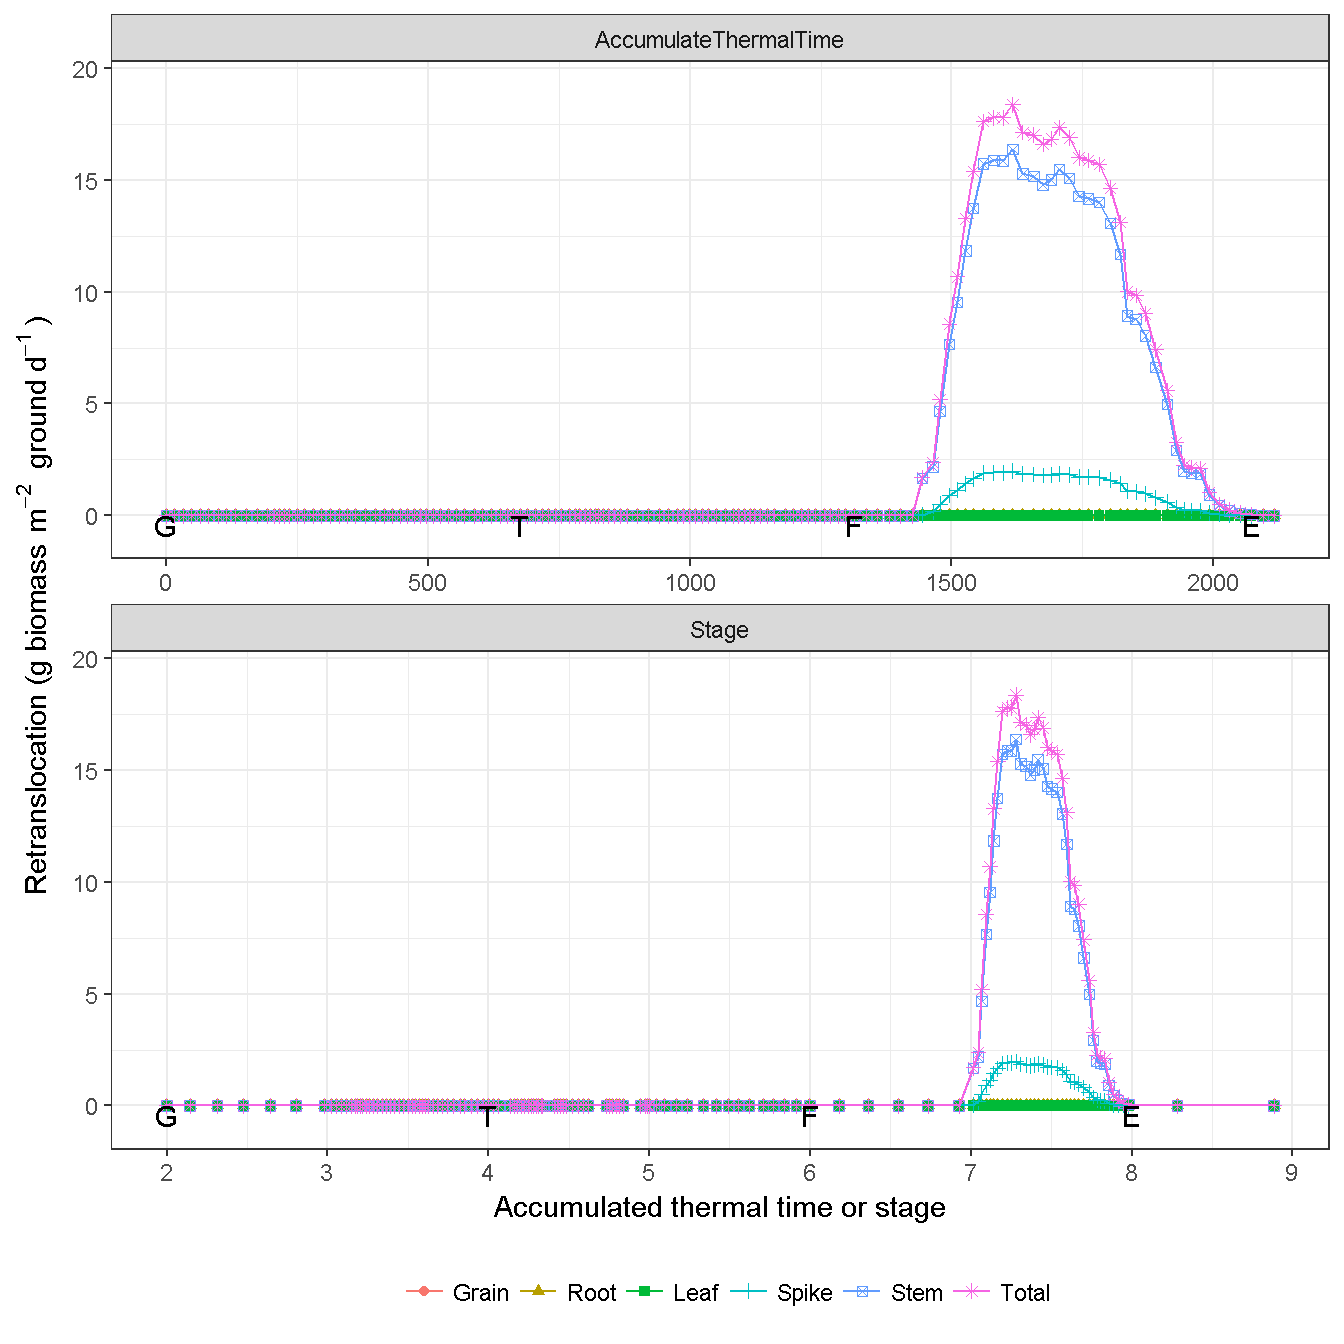 AccumulateThermalTime
20
15
10
5
0
G T F E
0 500 1000 1500 2000
Stage
20
15
10
5
0
G T F E
2 3 4 5 6 7 8 9
Retranslocation (g biomass m⁻² ground d⁻¹)
Accumulated thermal time or stage
Grain Root Leaf Spike Stem Total